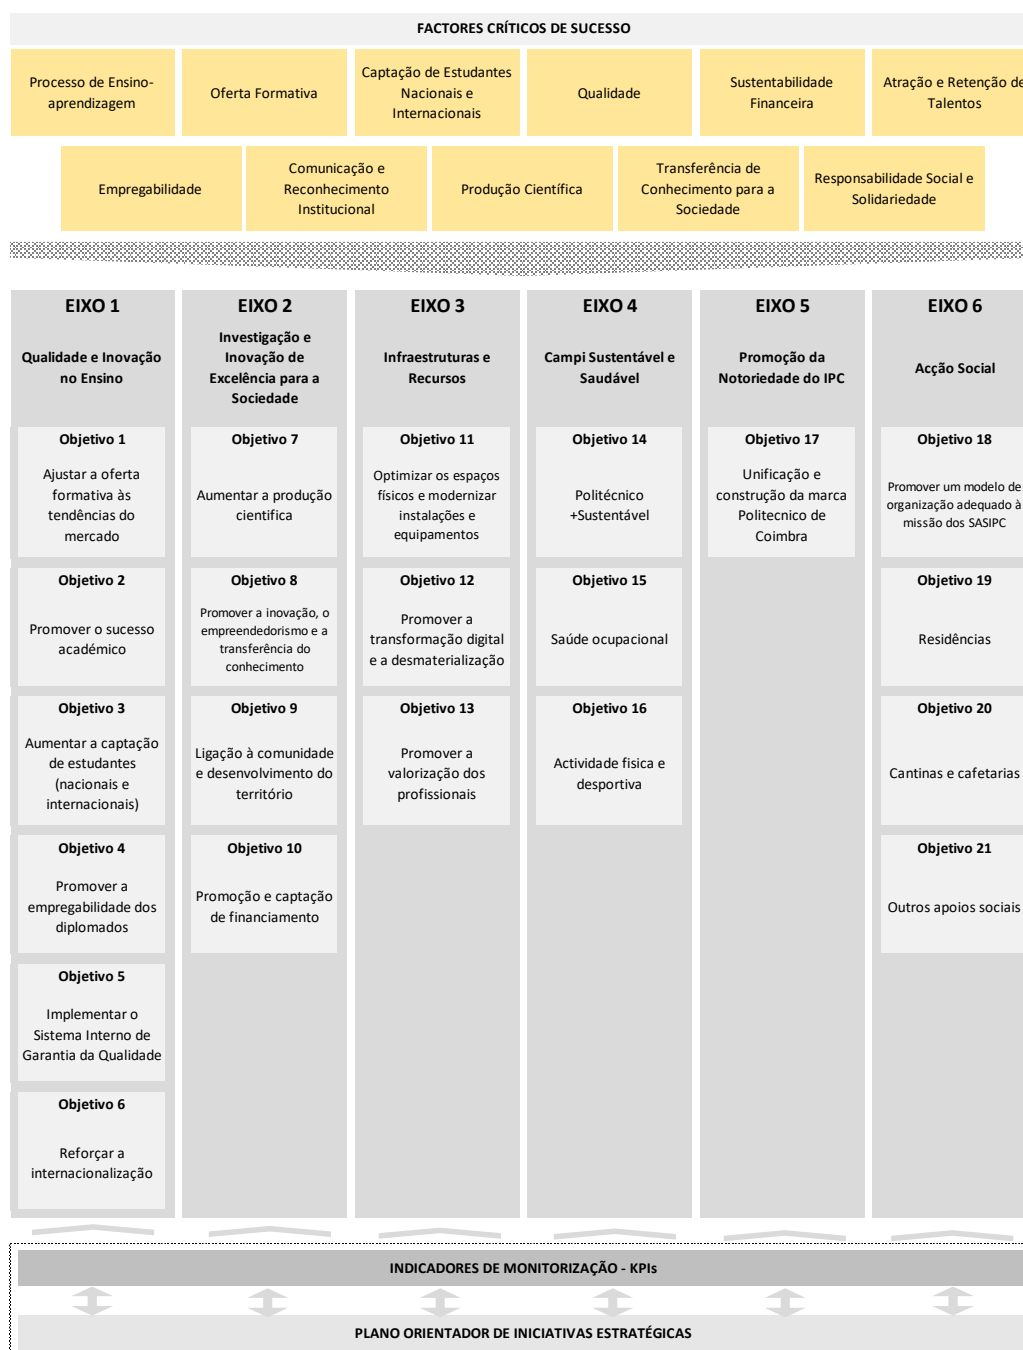 FACTORES CRÍTICOS DE SUCESSO
Processo de Ensino-
aprendizagem
Oferta Formativa
Captação de Estudantes
Nacionais e
Internacionais
Qualidade
Sustentabilidade
Financeira
Atração e Retenção de
Talentos
Empregabilidade
Comunicação e
Reconhecimento
Institucional
Produção Científica
Transferência de
Conhecimento para a
Sociedade
Responsabilidade Social e
Solidariedade
EIXO 1
Qualidade e Inovação
no Ensino
Objetivo 1
Ajustar a oferta
formativa às
tendências do
mercado
Objetivo 2
Promover o sucesso
académico
Objetivo 3
Aumentar a captação
de estudantes
(nacionais e
internacionais)
Objetivo 4
Promover a
empregabilidade dos
diplomados
Objetivo 5
Implementar o
Sistema Interno de
Garantia da Qualidade
Objetivo 6
Reforçar a
internacionalização
EIXO 2
Investigação e
Inovação de
Excelência para a
Sociedade
Objetivo 7
Aumentar a produção
cientifica
Objetivo 8
Promover a inovação, o
empreendedorismo e a
transferência do
conhecimento
Objetivo 9
Ligação à comunidade
e desenvolvimento do
território
Objetivo 10
Promoção e captação
de financiamento
EIXO 3
Infraestruturas e
Recursos
Objetivo 11
Optimizar os espaços
físicos e modernizar
instalações e
equipamentos
Objetivo 12
Promover a
transformação digital
e a desmaterialização
Objetivo 13
Promover a
valorização dos
profissionais
EIXO 4
Campi Sustentável e
Saudável
Objetivo 14
Politécnico
+Sustentável
Objetivo 15
Saúde ocupacional
Objetivo 16
Actividade fisica e
desportiva
EIXO 5
Promoção da
Notoriedade do IPC
Objetivo 17
Unificação e
construção da marca
Politecnico de
Coimbra
EIXO 6
Acção Social
Objetivo 18
Promover um modelo de
organização adequado à
missão dos SASIPC
Objetivo 19
Residências
Objetivo 20
Cantinas e cafetarias
Objetivo 21
Outros apoios sociais
INDICADORES DE MONITORIZAÇÃO - KPIs
PLANO ORIENTADOR DE INICIATIVAS ESTRATÉGICAS